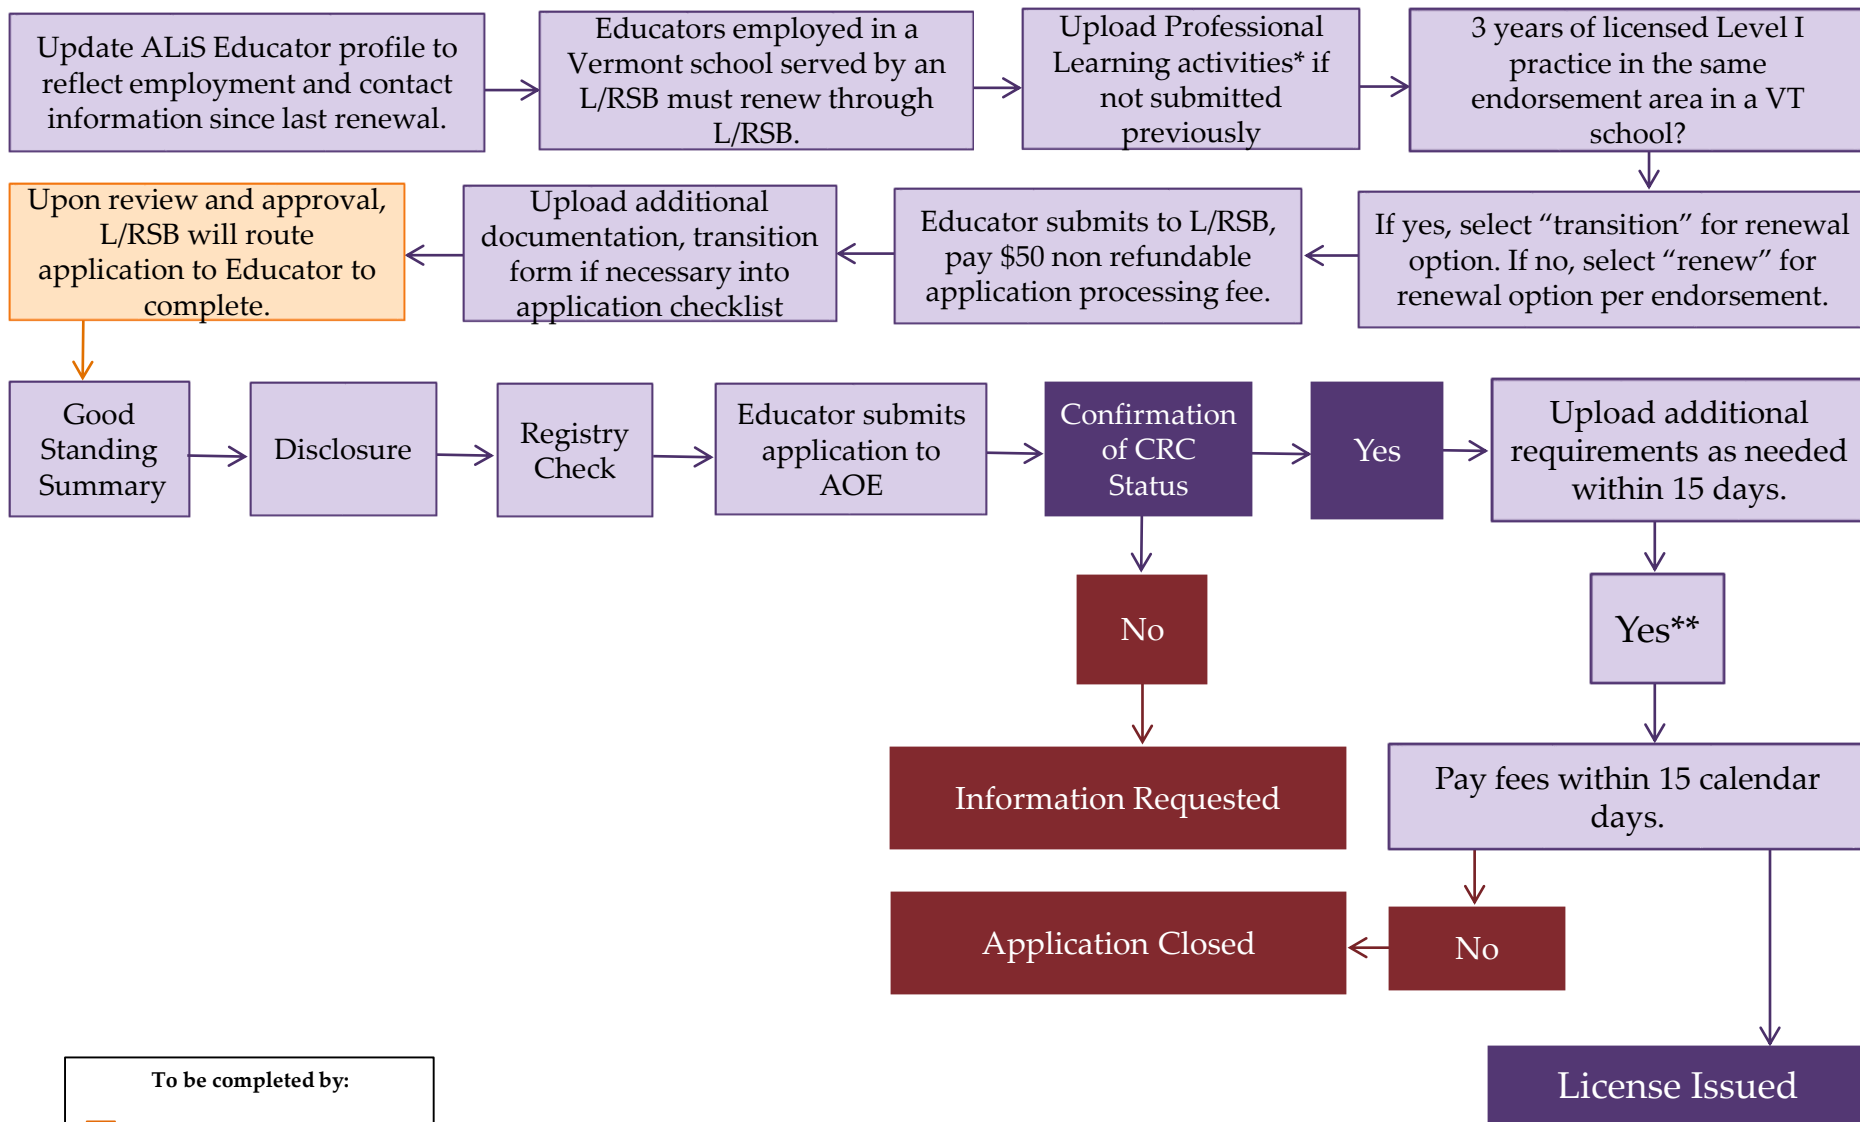 Update ALiS Educator profile to
reflect employment and contact
information since last renewal.
Educators employed in a
Vermont school served by an
L/RSB must renew through
L/RSB.
Upload Professional
Learning activities* if
not submitted
previously
3 years of licensed Level I
practice in the same
endorsement area in a VT
school?
If yes, select “transition” for renewal
option. If no, select “renew” for
renewal option per endorsement.
Educator submits to L/RSB,
pay $50 non refundable
application processing fee.
Upload additional
documentation, transition
form if necessary into
application checklist
Upon review and approval,
L/RSB will route
application to Educator to
complete.
Good
Standing
Summary
Disclosure
Registry
Check
Educator submits
application to
AOE
Confirmation
of CRC
Status
Yes
Upload additional
requirements as needed
within 15 days.
No
Yes**
Information Requested
Pay fees within 15 calendar
days.
Application Closed
No
License Issued
To be completed by: